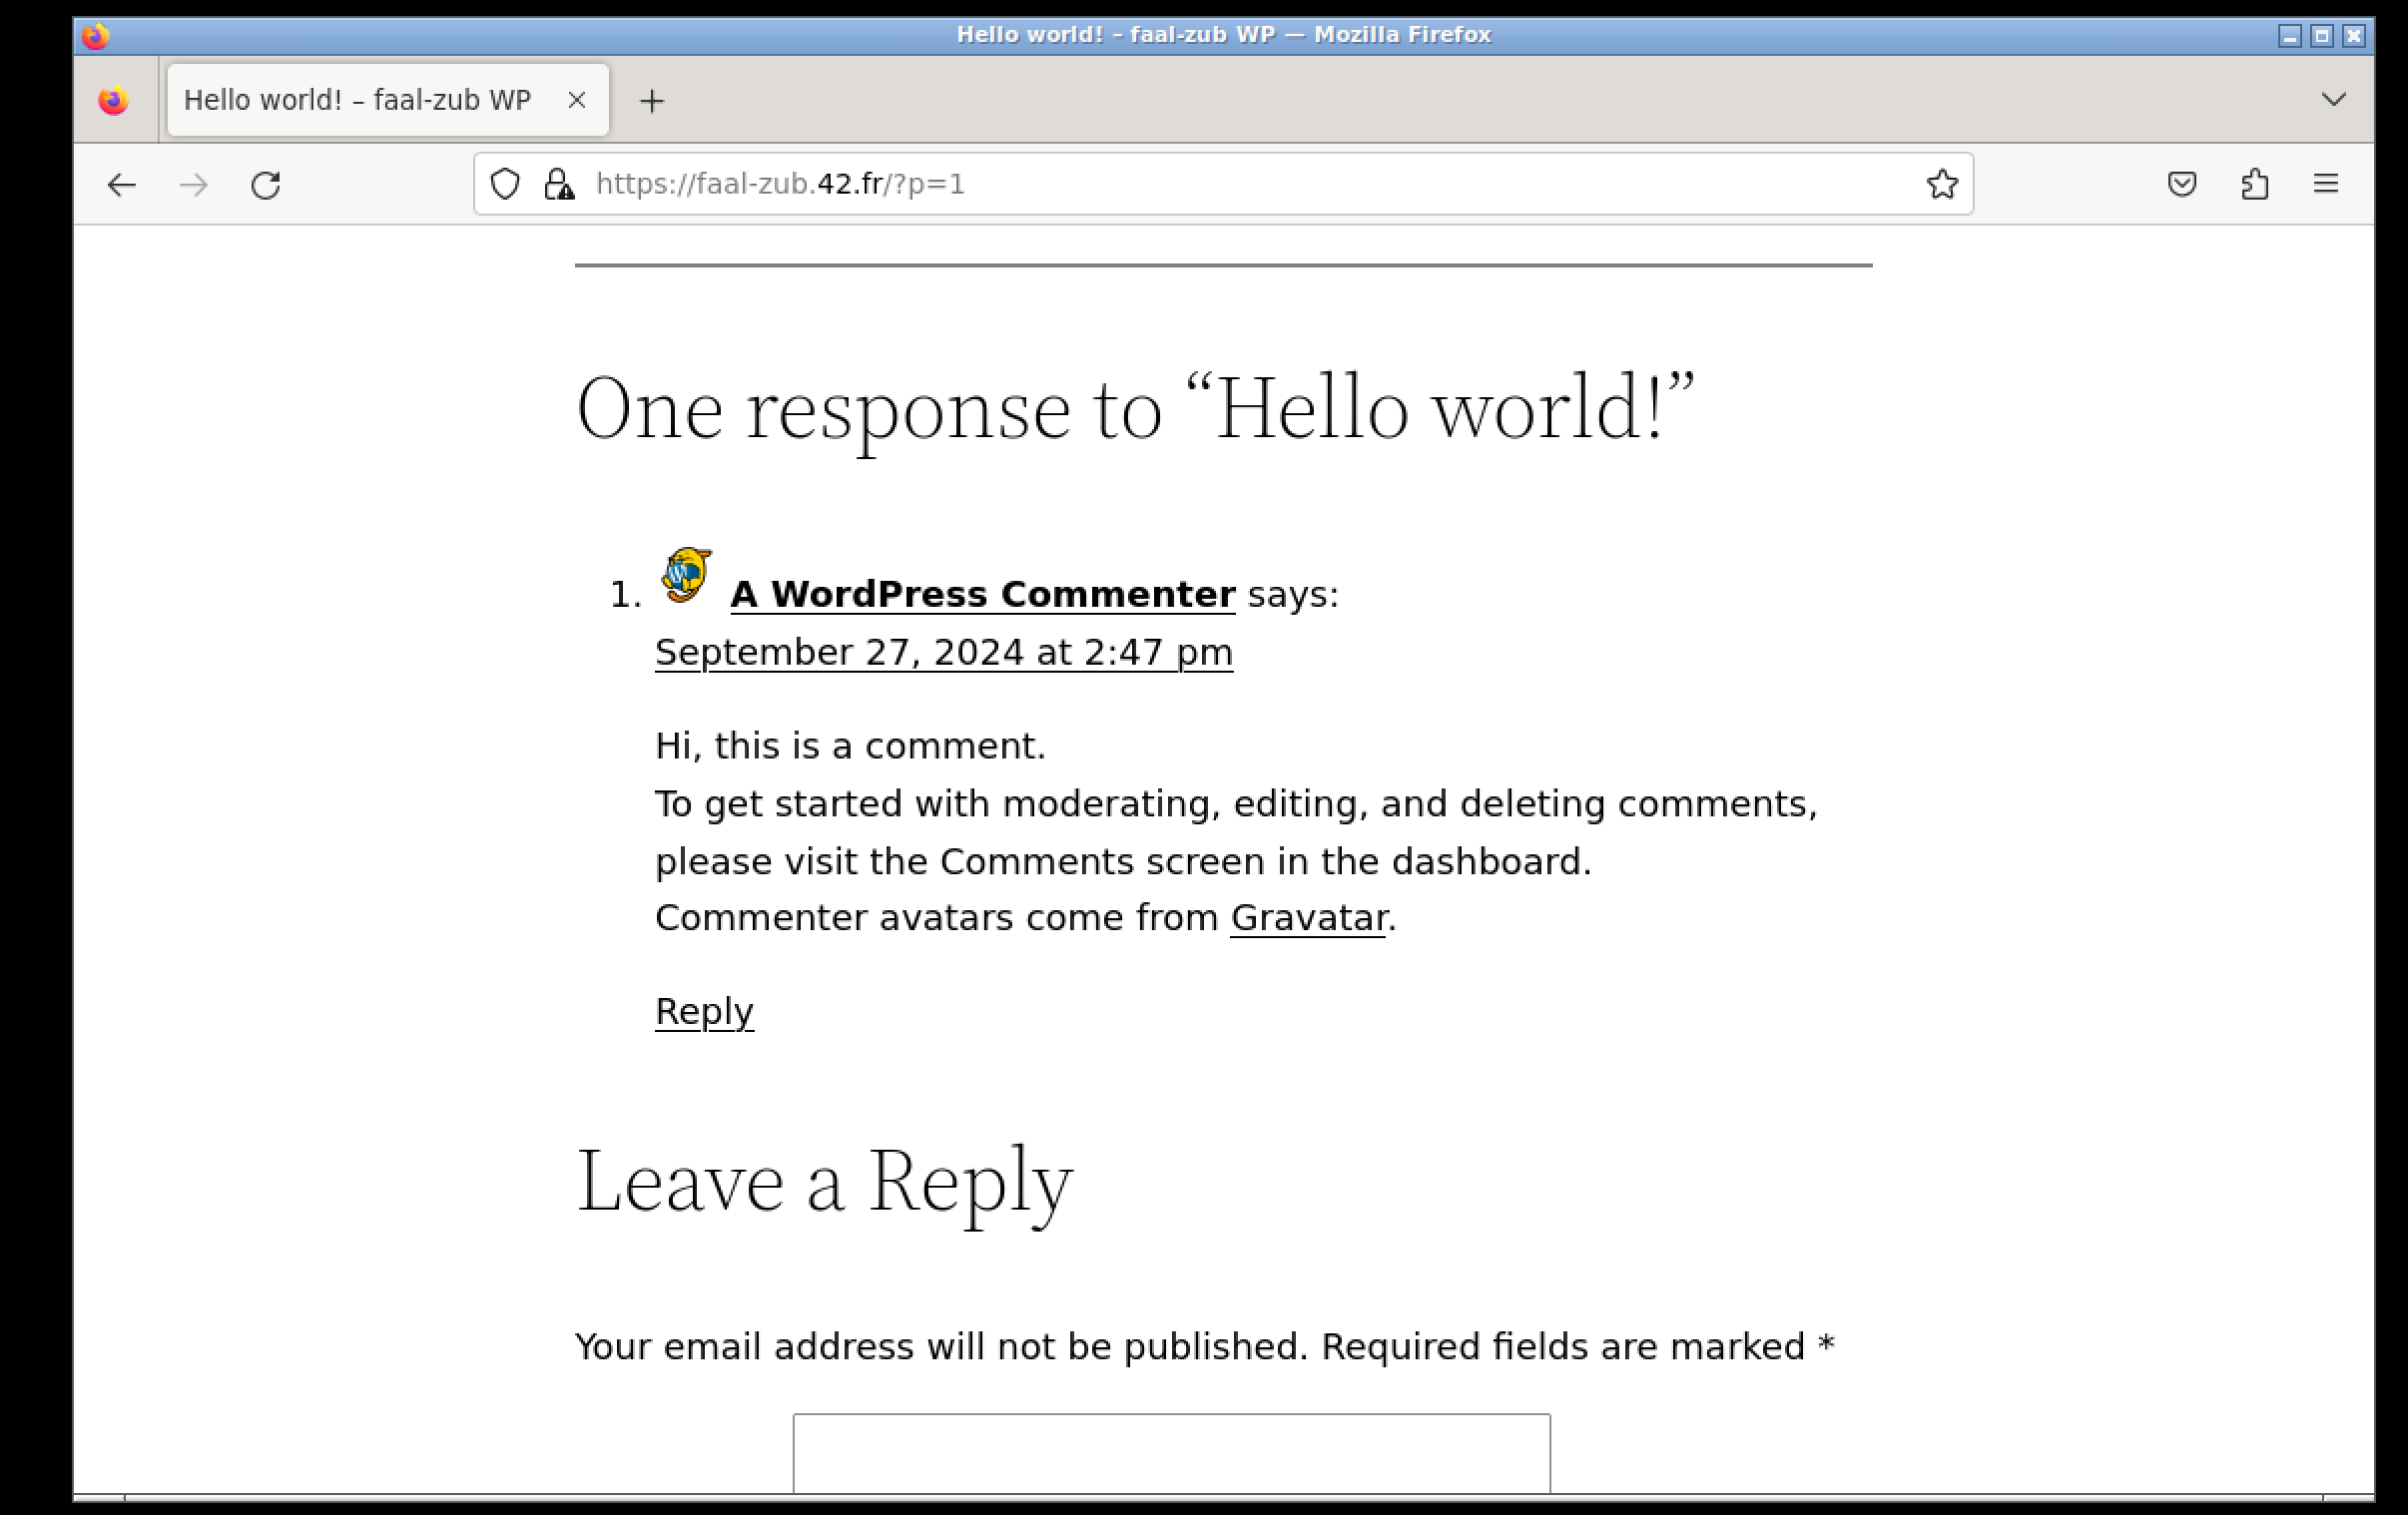 Hello world! – faal-zub WP — Mozilla Firefox
Hello world! – faal-zub WP
https://faal-zub.42.fr/?p=1
One response to “Hello world!”
1. A WordPress Commenter says:
September 27, 2024 at 2:47 pm
Hi, this is a comment.
To get started with moderating, editing, and deleting comments,
please visit the Comments screen in the dashboard.
Commenter avatars come from Gravatar.
Reply
Leave a Reply
Your email address will not be published. Required fields are marked *